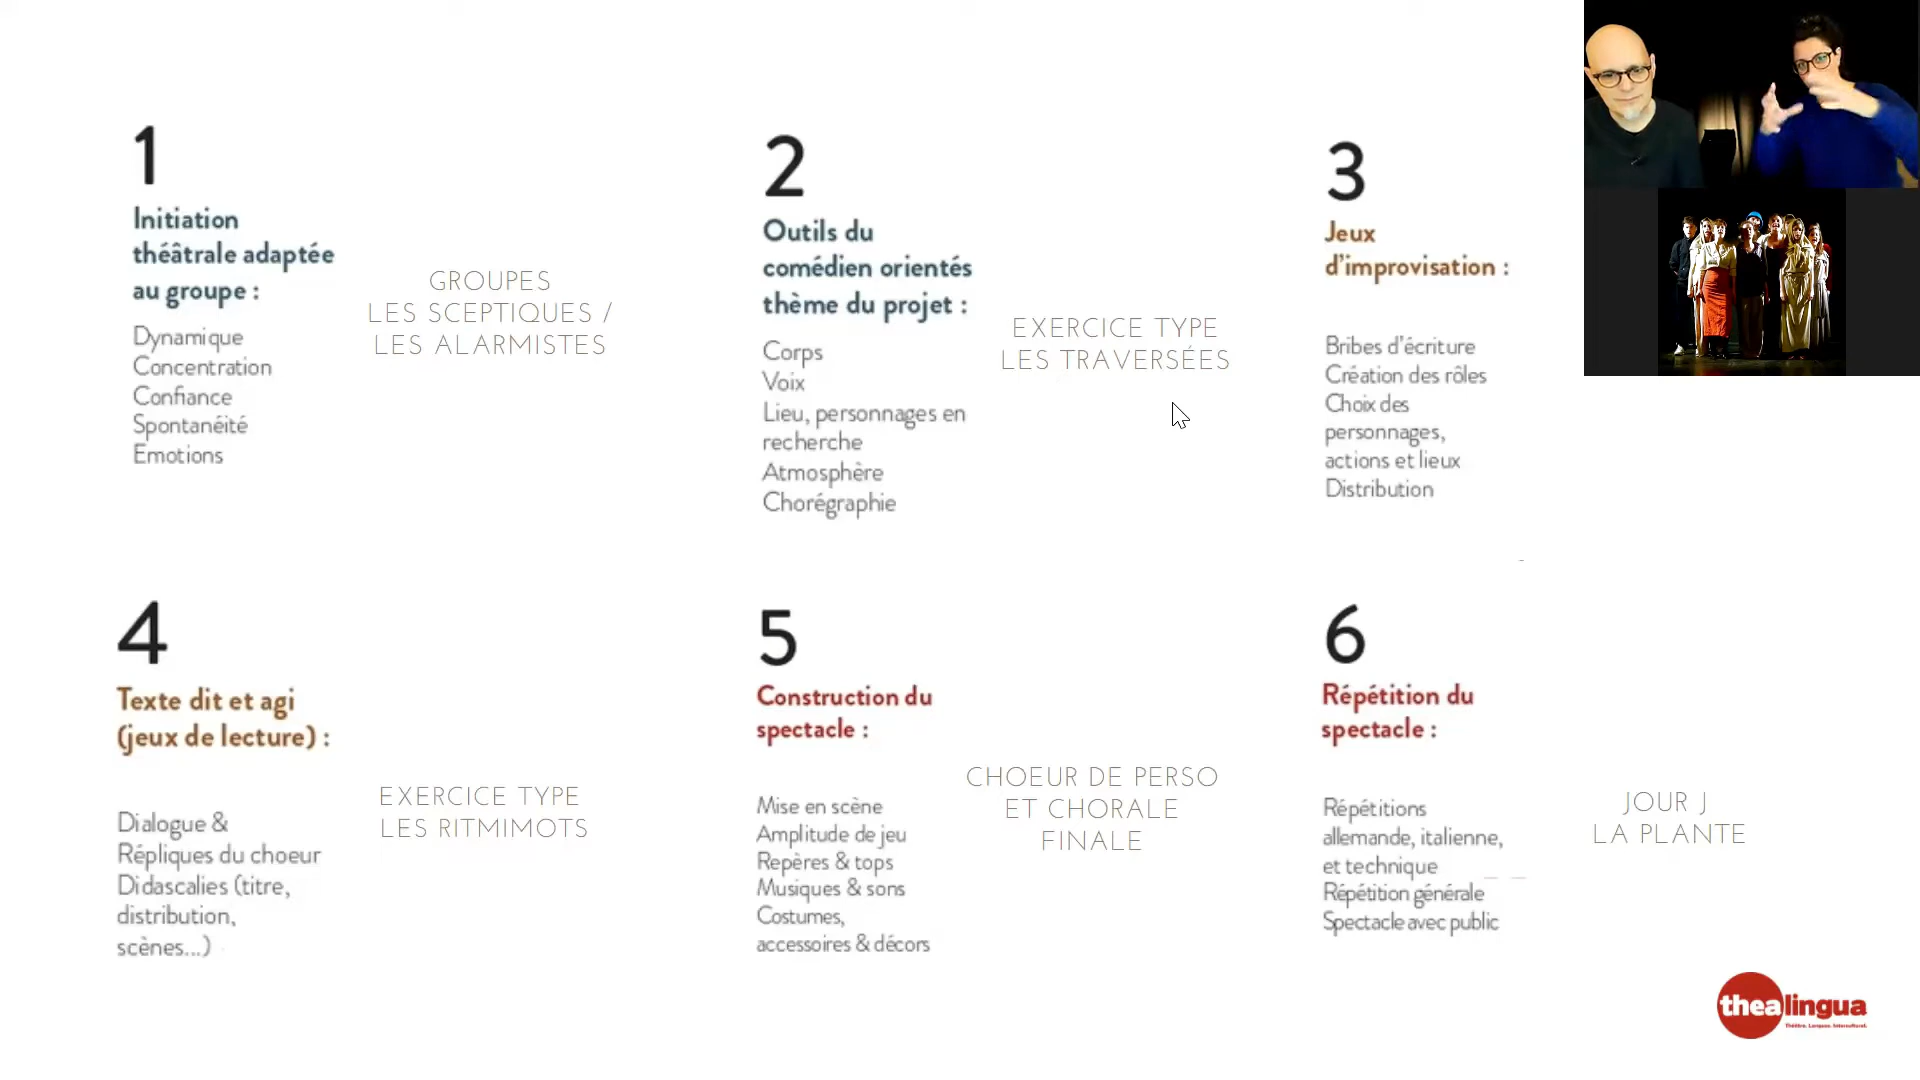 1
Initiation
théâtrale adaptée
au groupe :
Dynamique
Concentration
Confiance
Spontanéité
Emotions
GROUPES
LES SCEPTIQUES /
LES ALARMISTES
2
Outils du
comédien orientés
thème du projet :
Corps
Voix
Lieu, personnages en
recherche
Atmosphère
Chorégraphie
EXERCICE TYPE
LES TRAVERSÉES
3
Jeux
d'improvisation :
Bribes d'écriture
Création des rôles
Choix des
personnages,
actions et lieux
Distribution
4
Texte dit et agi
(jeux de lecture) :
Dialogue &
Répliques du choeur
Didascalies (titre,
distribution,
scènes...)
EXERCICE TYPE
LES RITMIMOTS
5
Construction du
spectacle :
Mise en scène
Amplitude de jeu
Repères & tops
Musiques & sons
Costumes,
accessoires & décors
CHOEUR DE PERSO
ET CHORALE
FINALE
6
Répétition du
spectacle :
Répétitions
allemande, italienne,
et technique
Répétition générale
Spectacle avec public
JOUR J
LA PLANTE
thealingua
Théâtre. Langues. Interculturel.